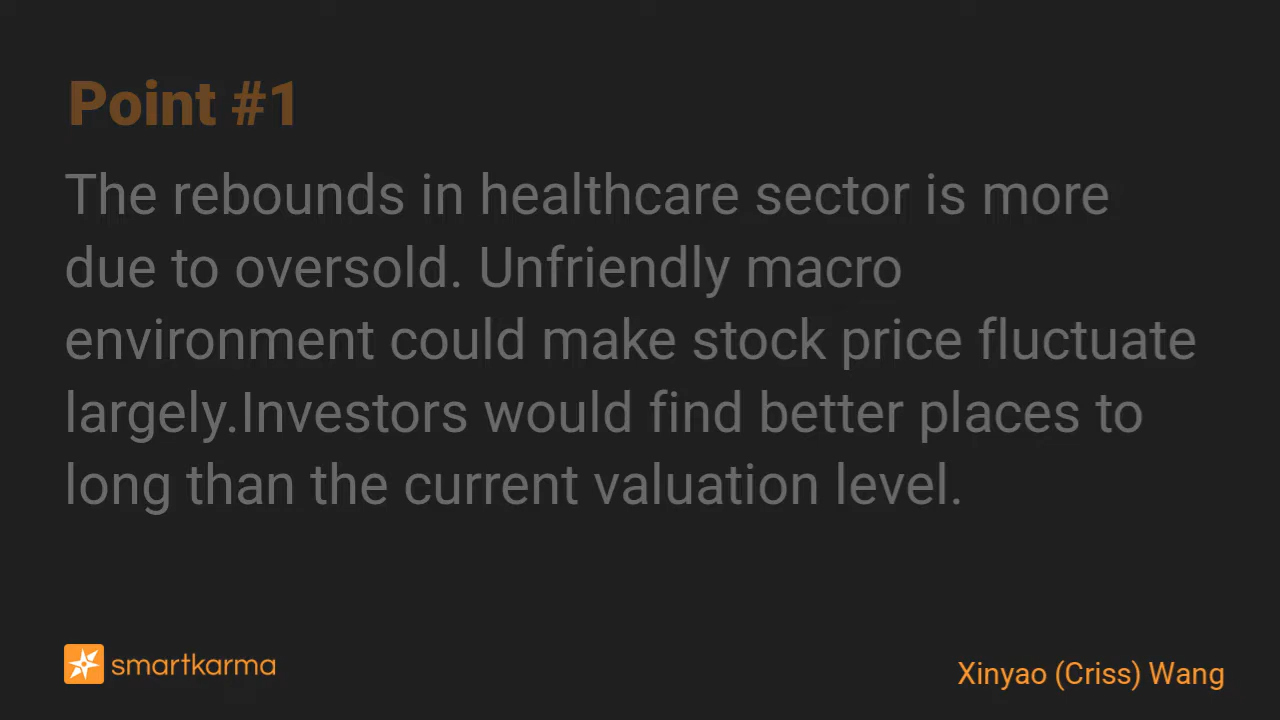 Point #1
The rebounds in healthcare sector is more
due to oversold. Unfriendly macro
environment could make stock price fluctuate
largely.Investors would find better places to
long than the current valuation level.
smartkarma
Xinyao (Criss) Wang